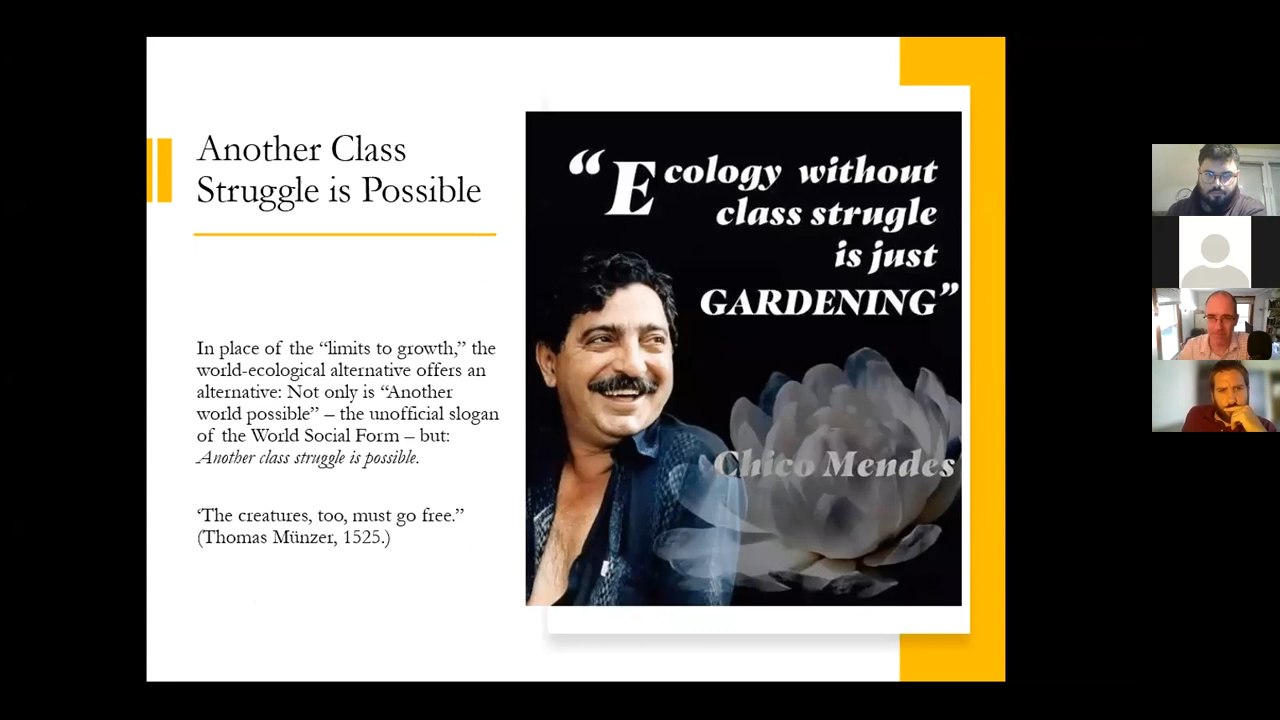 Another Class
Struggle is Possible
In place of the “limits to growth,” the
world-ecological alternative offers an
alternative: Not only is “Another
world possible” – the unofficial slogan
of the World Social Form – but:
Another class struggle is possible.
‘The creatures, too, must go free.”
(Thomas Münzer, 1525.)
“Ecology without
class strugle
is just
GARDENING”
Chico Mendes